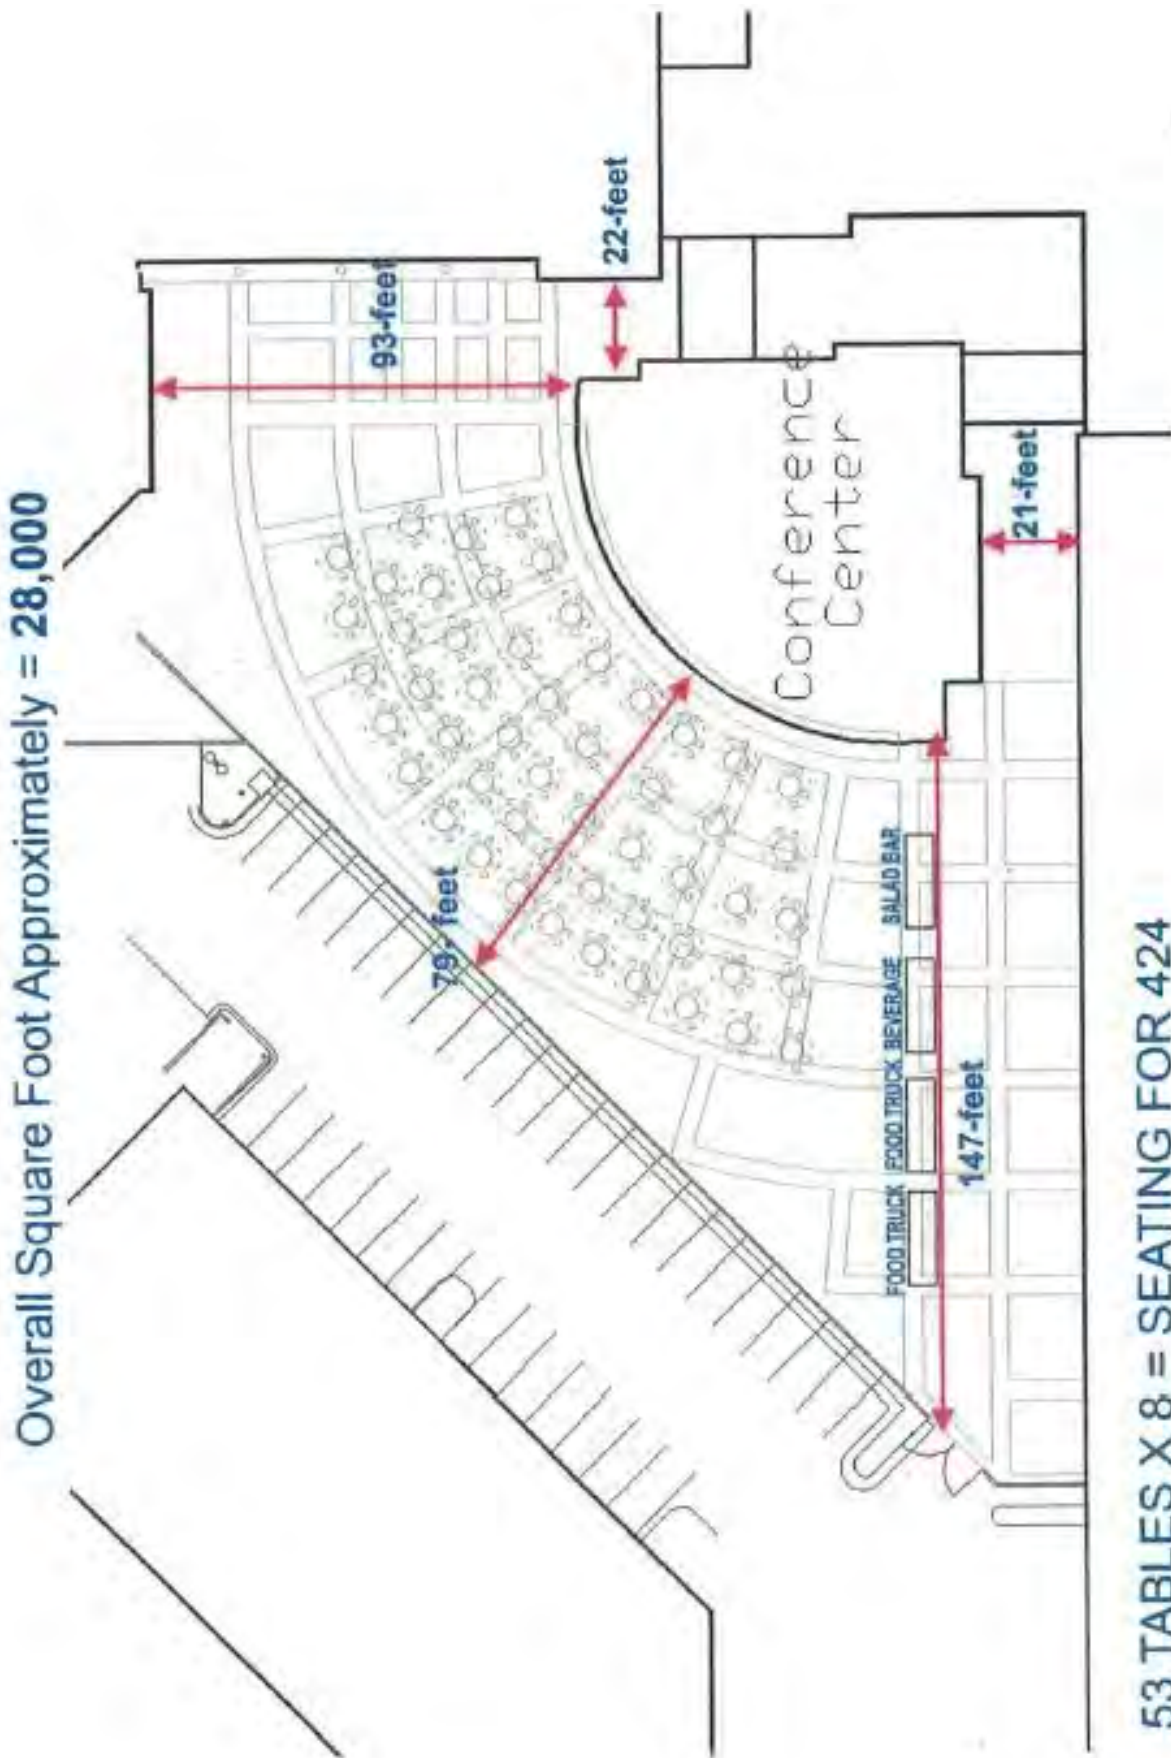 Overall Square Foot Approximately = 28,000
93-feet
22-feet
Conference
Center
21-feet
79-feet
FOOD TRUCK
FOOD TRUCK
BEVERAGE
SALAD BAR
147-feet
53 TABLES X 8 = SEATING FOR 424